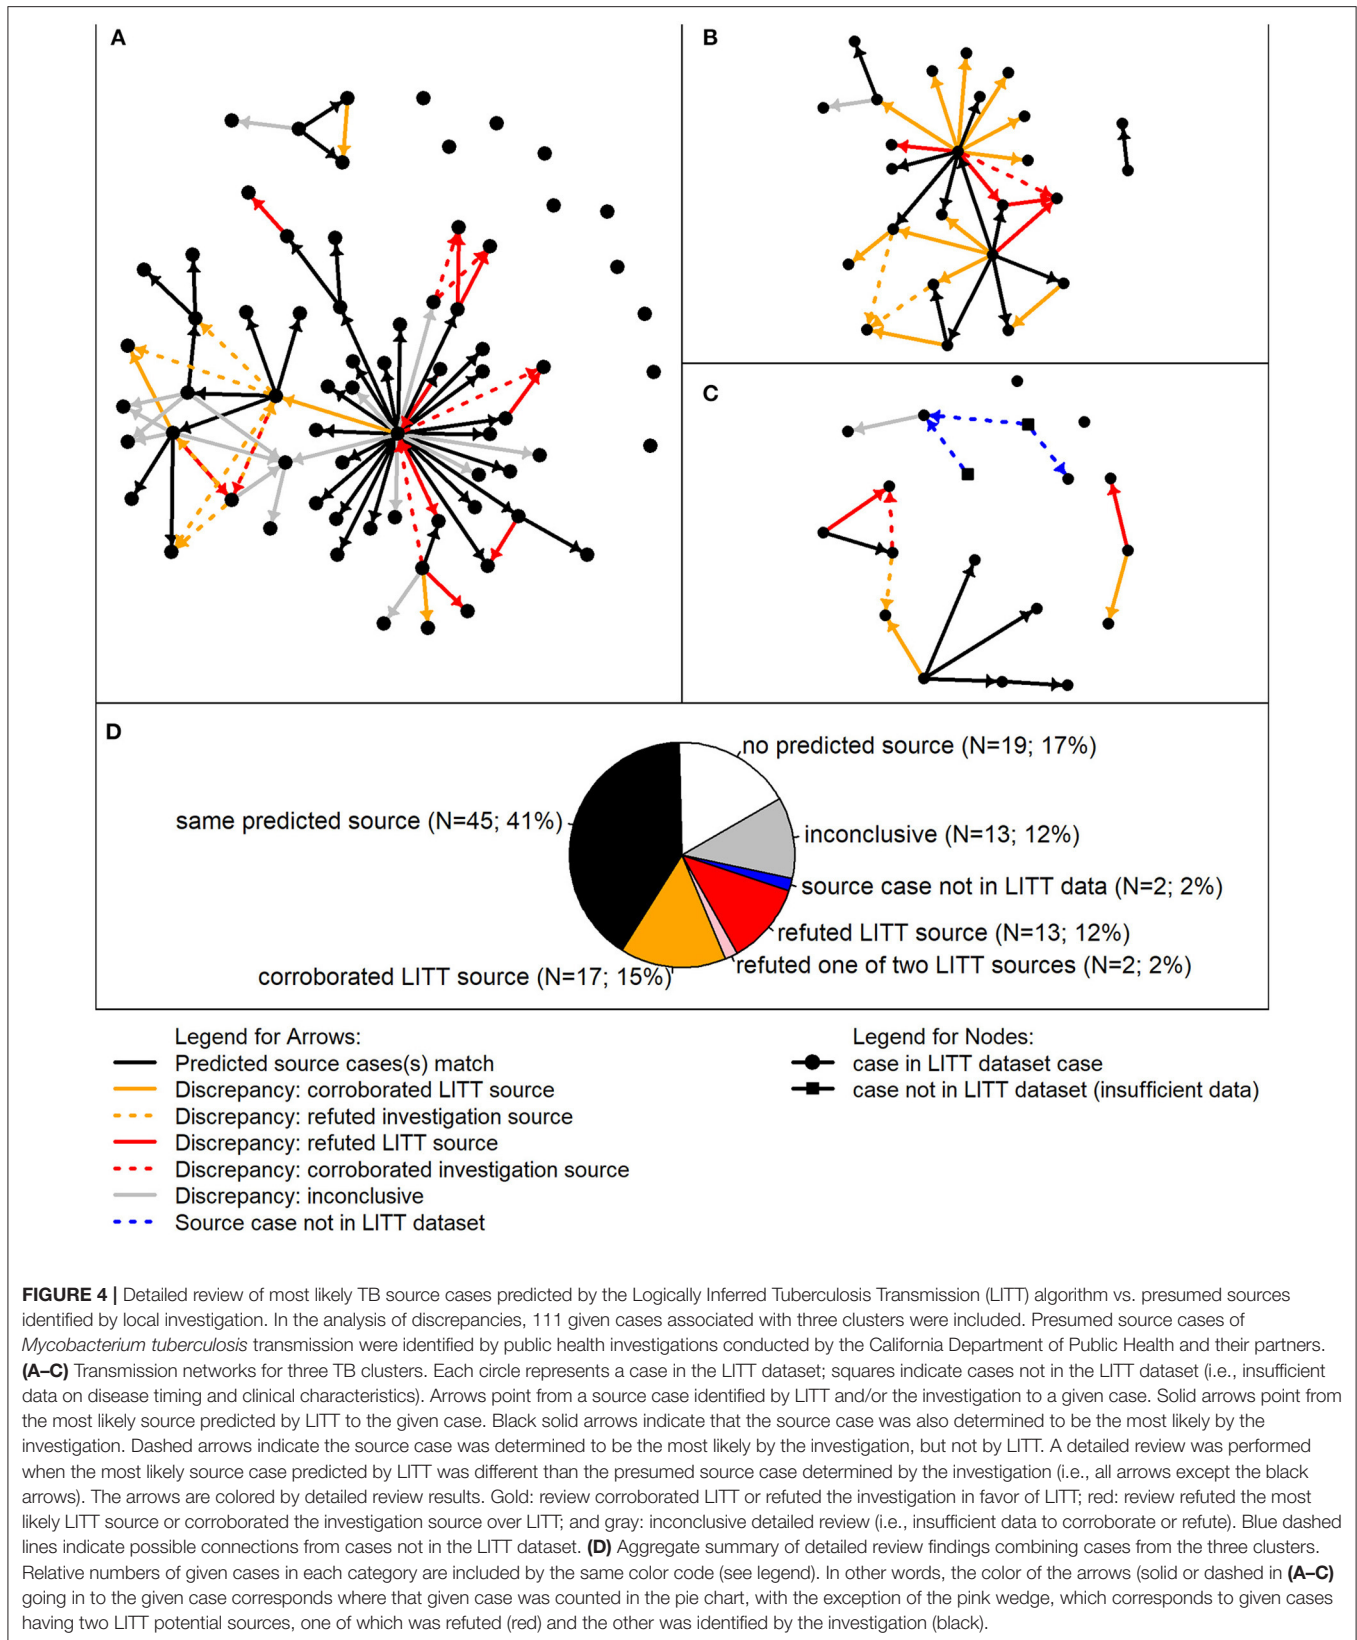 A
B
C
D
no predicted source (N=19; 17%)
same predicted source (N=45; 41%)
inconclusive (N=13; 12%)
source case not in LITT data (N=2; 2%)
refuted LITT source (N=13; 12%)
refuted one of two LITT sources (N=2; 2%)
corroborated LITT source (N=17; 15%)
Legend for Arrows:
Predicted source cases(s) match
Discrepancy: corroborated LITT source
Discrepancy: refuted investigation source
Discrepancy: refuted LITT source
Discrepancy: corroborated investigation source
Discrepancy: inconclusive
Source case not in LITT dataset
Legend for Nodes:
case in LITT dataset case
case not in LITT dataset (insufficient data)
FIGURE 4 | Detailed review of most likely TB source cases predicted by the Logically Inferred Tuberculosis Transmission (LITT) algorithm vs. presumed sources
identified by local investigation. In the analysis of discrepancies, 111 given cases associated with three clusters were included. Presumed source cases of
Mycobacterium tuberculosis transmission were identified by public health investigations conducted by the California Department of Public Health and their partners.
(A–C) Transmission networks for three TB clusters. Each circle represents a case in the LITT dataset; squares indicate cases not in the LITT dataset (i.e., insufficient
data on disease timing and clinical characteristics). Arrows point from a source case identified by LITT and/or the investigation to a given case. Solid arrows point from
the most likely source predicted by LITT to the given case. Black solid arrows indicate that the source case was also determined to be the most likely by the
investigation. Dashed arrows indicate the source case was determined to be the most likely by the investigation, but not by LITT. A detailed review was performed
when the most likely source case predicted by LITT was different than the presumed source case determined by the investigation (i.e., all arrows except the black
arrows). The arrows are colored by detailed review results. Gold: review corroborated LITT or refuted the investigation in favor of LITT; red: review refuted the most
likely LITT source or corroborated the investigation source over LITT; and gray: inconclusive detailed review (i.e., insufficient data to corroborate or refute). Blue dashed
lines indicate possible connections from cases not in the LITT dataset. (D) Aggregate summary of detailed review findings combining cases from the three clusters.
Relative numbers of given cases in each category are included by the same color code (see legend). In other words, the color of the arrows (solid or dashed in (A–C)
going in to the given case corresponds where that given case was counted in the pie chart, with the exception of the pink wedge, which corresponds to given cases
having two LITT potential sources, one of which was refuted (red) and the other was identified by the investigation (black).